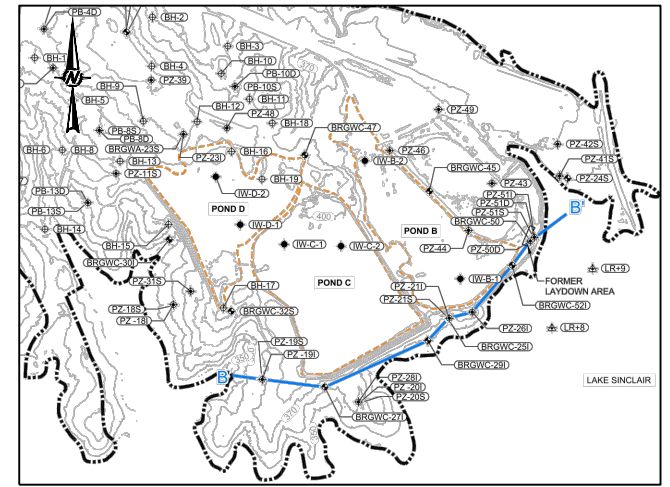 PB-4D
BH-2
BH-3
BH-1
BH-4
BH-10
370
PZ-39
PB-10D
BH-9
PB-10S
BH-5
BH-11
BH-12
PZ-48
PZ-49
PB-8S
BH-18
BRGWC-47
PB-8D
BRGWA-23S
PZ-42S
BH-6
BH-8
PZ-23I
BH-16
PZ-46
PZ-41S
BH-13
IW-B-2
BRGWC-45
PZ-11S
BH-19
PZ-43
PZ-24S
PB-13D
IW-D-2
PZ-51I
PZ-51D
PZ-51S
B'
PB-13S
POND D
400
BRGWC-50
BH-14
IW-D-1
POND B
BH-15
IW-C-1
IW-C-2
PZ-44
PZ-50D
BRGWC-30I
LR+9
IW-B-1
FORMER
LAYDOWN AREA
PZ-31S
BH-17
POND C
PZ -21I
PZ-21S
BRGWC-52I
PZ-18S
BRGWC-32S
PZ -18I
PZ-26I
LR+8
PZ-19S
BRGWC-25I
PZ -19I
BRGWC-29I
B
PZ-28I
PZ -20I
LAKE SINCLAIR
PZ-20S
370
BRGWC-27I